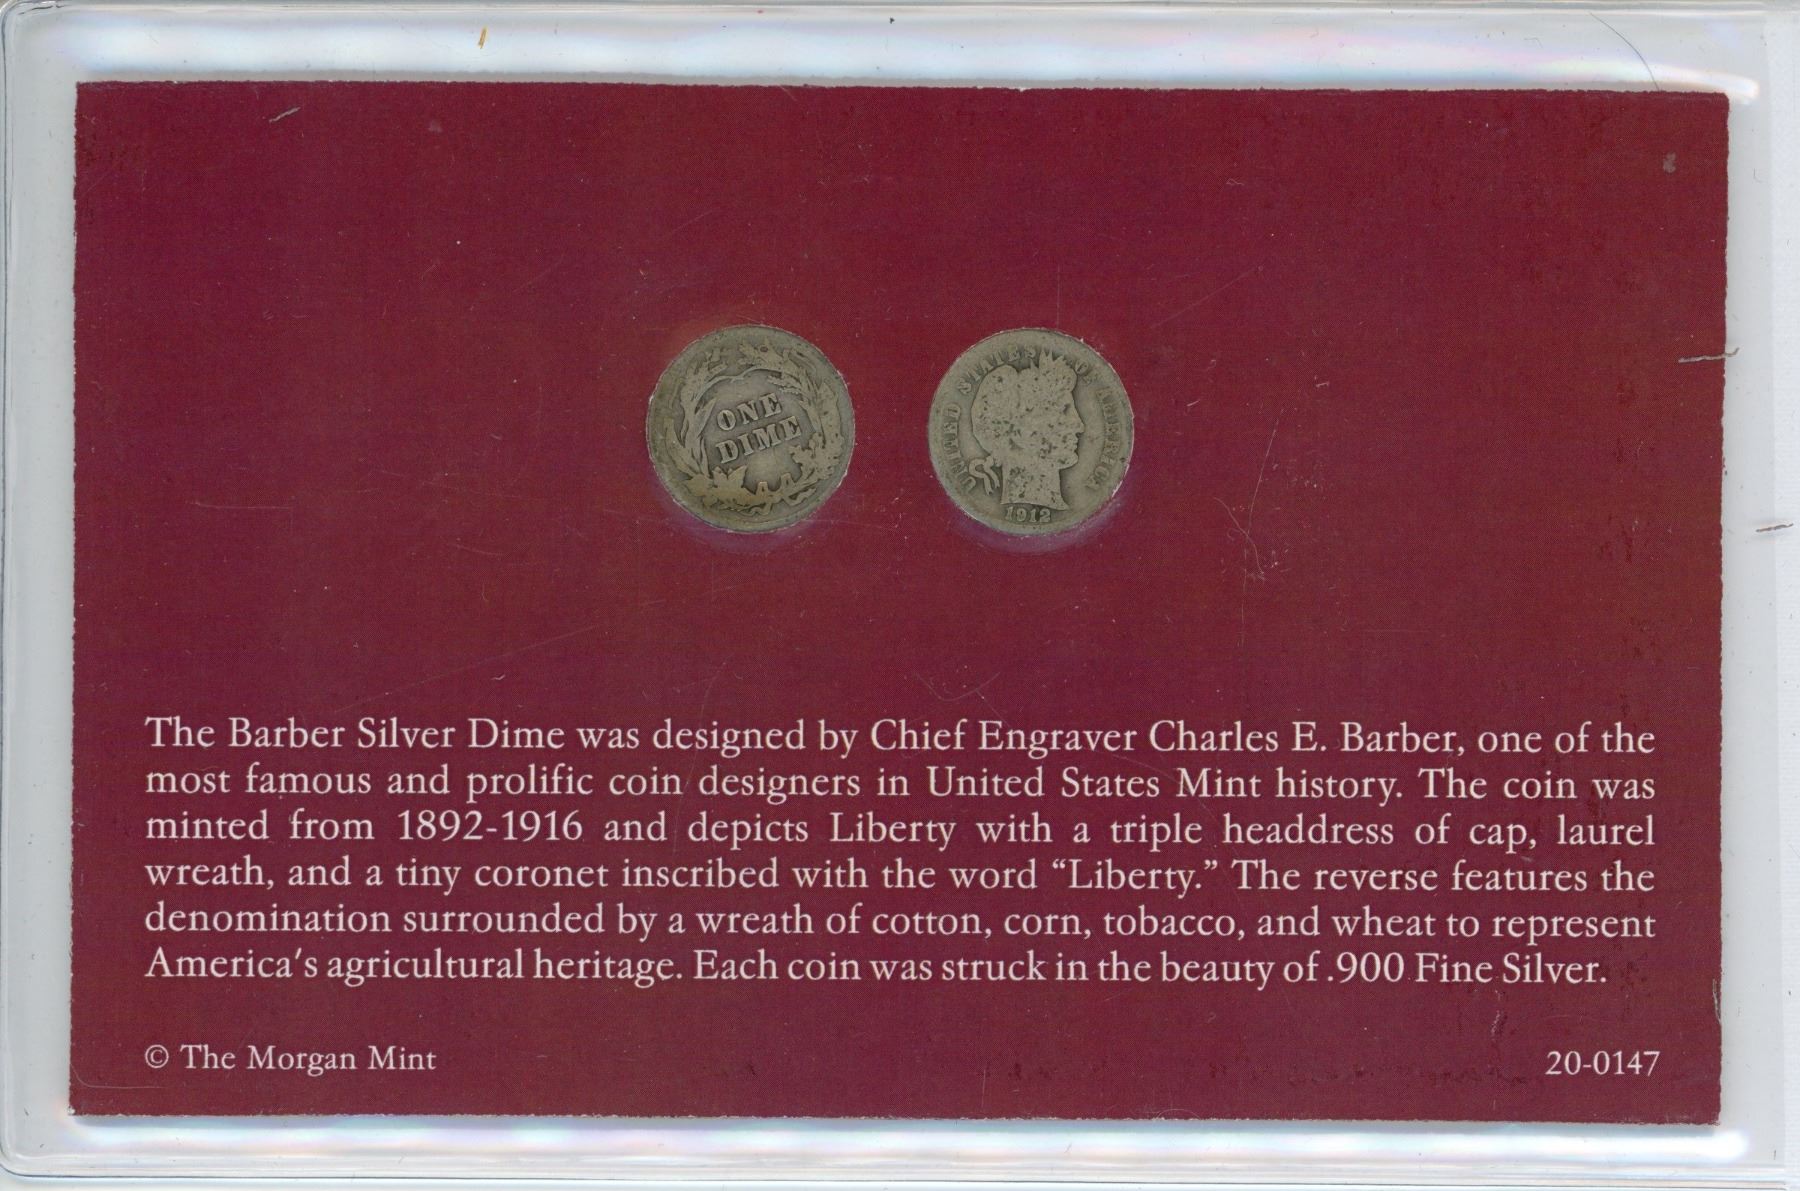 ONE
DIME
UNITED STATES OF AMERICA
1912
The Barber Silver Dime was designed by Chief Engraver Charles E. Barber, one of the
most famous and prolific coin designers in United States Mint history. The coin was
minted from 1892-1916 and depicts Liberty with a triple headdress of cap, laurel
wreath, and a tiny coronet inscribed with the word “Liberty.” The reverse features the
denomination surrounded by a wreath of cotton, corn, tobacco, and wheat to represent
America's agricultural heritage. Each coin was struck in the beauty of .900 Fine Silver.
© The Morgan Mint
20-0147